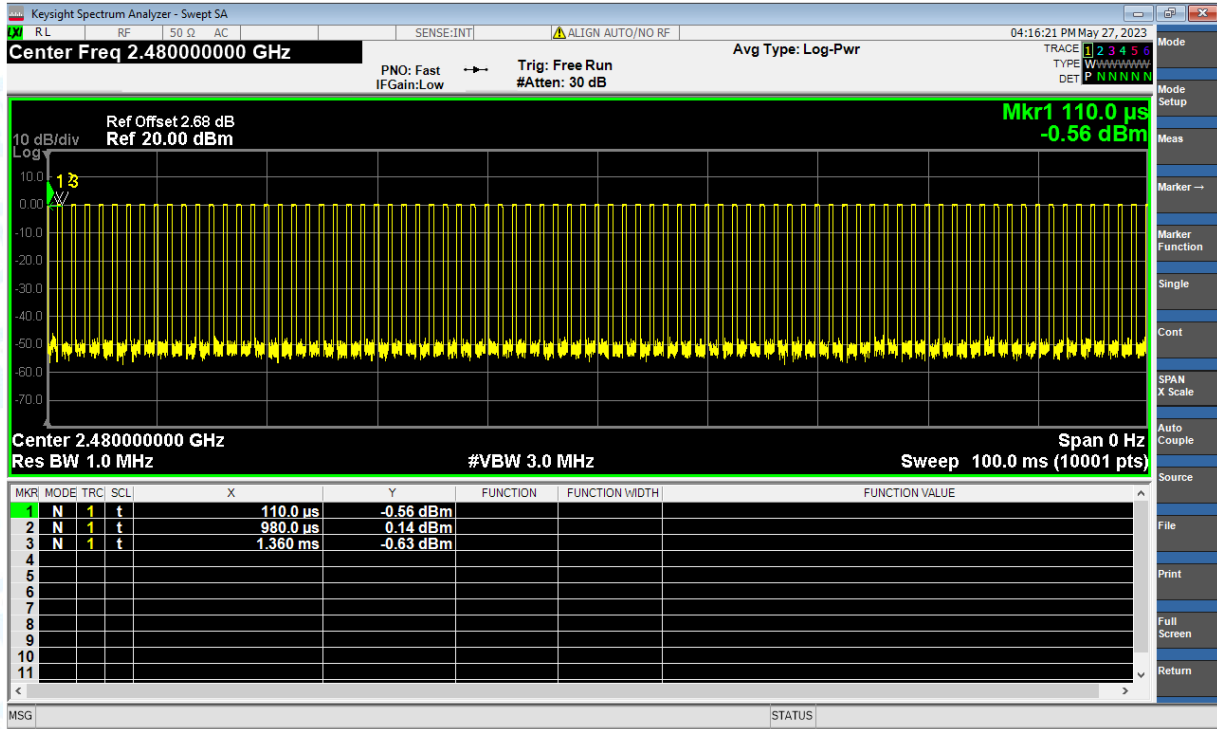 Keysight Spectrum Analyzer - Swept SA
LXI RL RF 50 Ω AC SENSE:INT ALIGN AUTO/NO RF 04:16:21 PM May 27, 2023
Center Freq 2.480000000 GHz
Avg Type: Log-Pwr
TRACE 1 2 3 4 5 6
TYPE WWWWWW
DET P N N N N N
PNO: Fast Trig: Free Run
IFGain:Low #Atten: 30 dB
Mkr1 110.0 µs
-0.56 dBm
Ref Offset 2.68 dB
10 dB/div Ref 20.00 dBm
Log
10.0
0.00
-10.0
-20.0
-30.0
-40.0
-50.0
-60.0
-70.0
1 3
Center 2.480000000 GHz Span 0 Hz
Res BW 1.0 MHz #VBW 3.0 MHz Sweep 100.0 ms (10001 pts)
MKR MODE TRC SCL X Y FUNCTION FUNCTION WIDTH FUNCTION VALUE
1 N 1 t 110.0 µs -0.56 dBm
2 N 1 t 980.0 µs 0.14 dBm
3 N 1 t 1.360 ms -0.63 dBm
4
5
6
7
8
9
10
11
MSG STATUS
Mode
Mode
Setup
Meas
Marker→
Marker
Function
Single
Cont
SPAN
X Scale
Auto
Couple
Source
File
Print
Full
Screen
Return